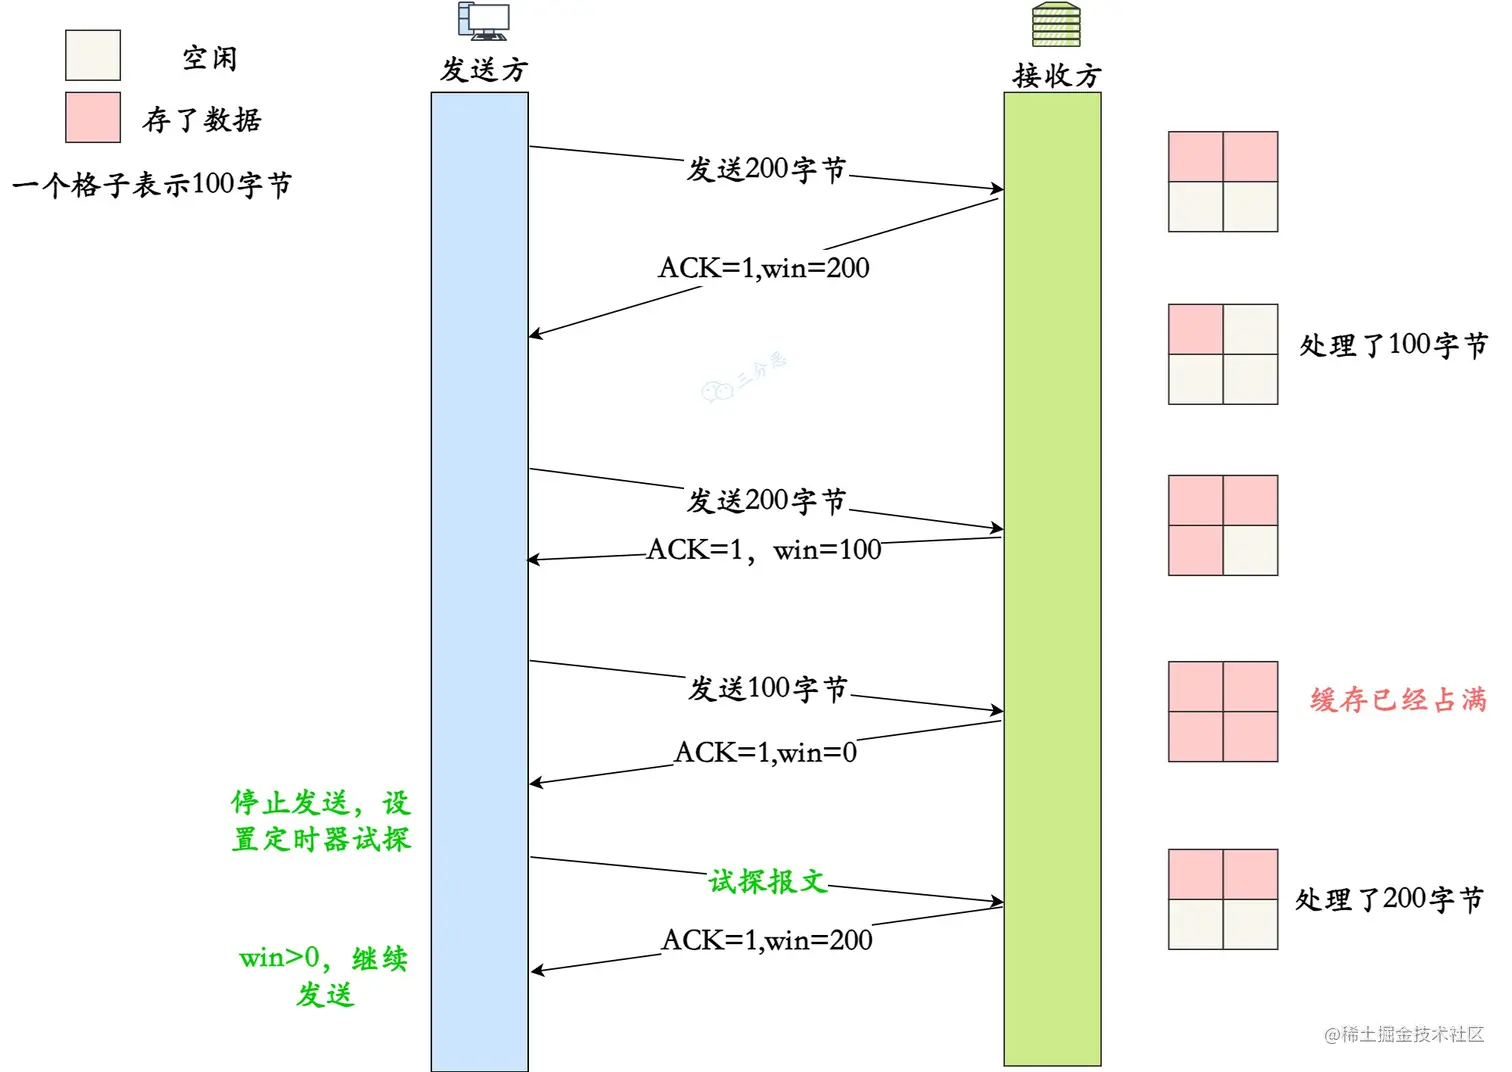 空闲
存了数据
一个格子表示100字节
发送方
接收方
发送200字节
ACK=1,win=200
处理了100字节
三分恶
发送200字节
ACK=1，win=100
发送100字节
缓存已经占满
ACK=1,win=0
停止发送，设
置定时器试探
试探报文
处理了200字节
ACK=1,win=200
win>0，继续
发送
@稀土掘金技术社区